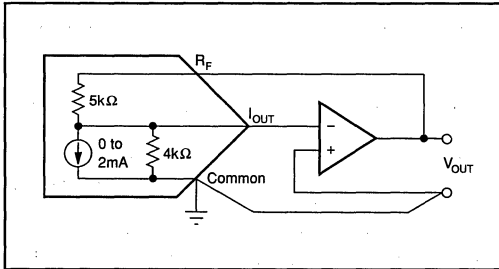 R_F
5kΩ
I_OUT
0 to
2mA
4kΩ
−
+
V_OUT
Common